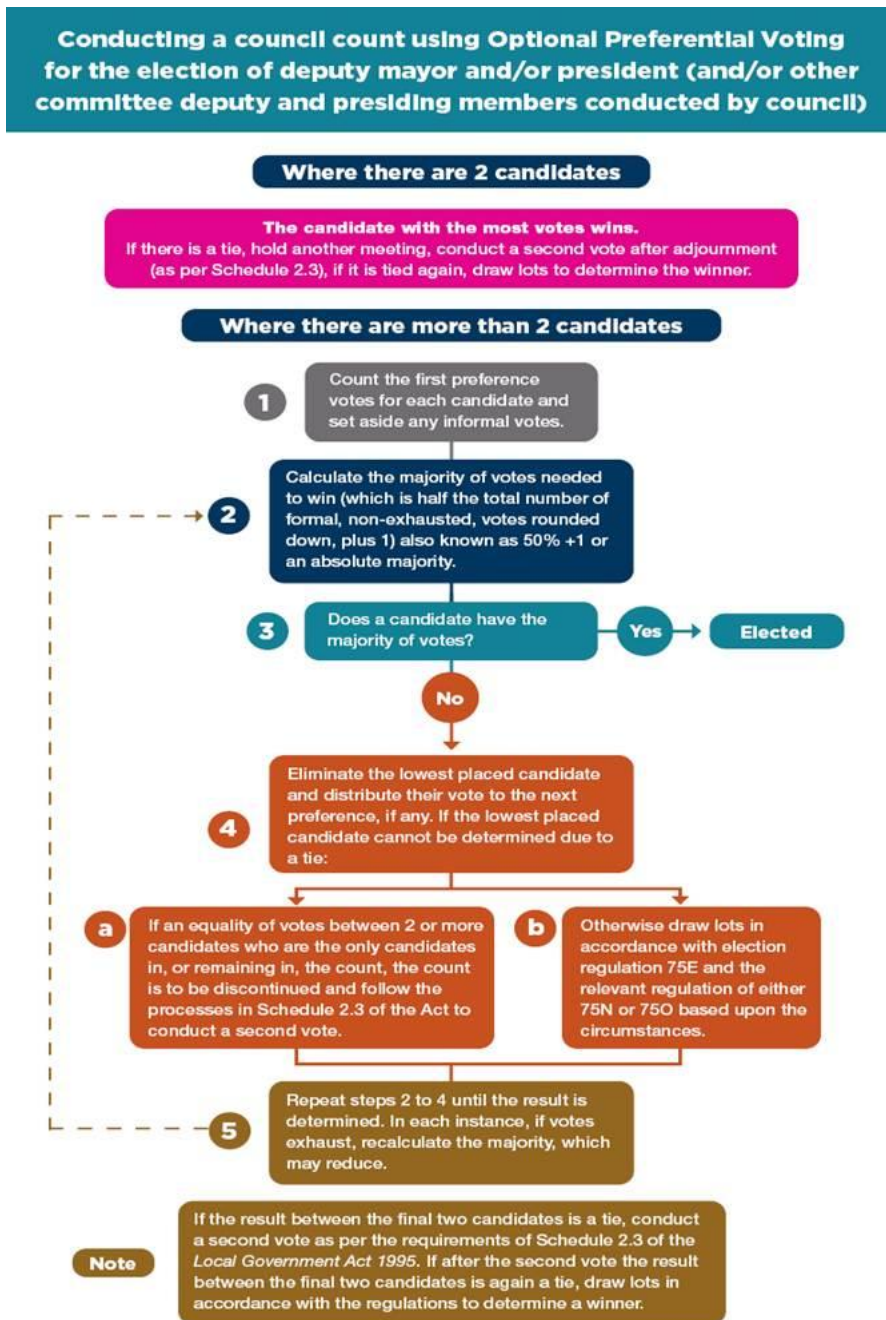 Conducting a council count using Optional Preferential Voting
for the election of deputy mayor and/or president (and/or other
committee deputy and presiding members conducted by council)
Where there are 2 candidates
The candidate with the most votes wins.
If there is a tie, hold another meeting, conduct a second vote after adjournment
(as per Schedule 2.3), if it is tied again, draw lots to determine the winner.
Where there are more than 2 candidates
1
Count the first preference
votes for each candidate and
set aside any informal votes.
2
Calculate the majority of votes needed
to win (which is half the total number of
formal, non-exhausted, votes rounded
down, plus 1) also known as 50% +1 or
an absolute majority.
3
Does a candidate have the
majority of votes?
Yes
Elected
No
4
Eliminate the lowest placed candidate
and distribute their vote to the next
preference, if any. If the lowest placed
candidate cannot be determined due to
a tie:
a
If an equality of votes between 2 or more
candidates who are the only candidates
in, or remaining in, the count, the count
is to be discontinued and follow the
processes in Schedule 2.3 of the Act to
conduct a second vote.
b
Otherwise draw lots in
accordance with election
regulation 75E and the
relevant regulation of either
75N or 75O based upon the
circumstances.
5
Repeat steps 2 to 4 until the result is
determined. In each instance, if votes
exhaust, recalculate the majority, which
may reduce.
Note
If the result between the final two candidates is a tie, conduct
a second vote as per the requirements of Schedule 2.3 of the
Local Government Act 1995. If after the second vote the result
between the final two candidates is again a tie, draw lots in
accordance with the regulations to determine a winner.